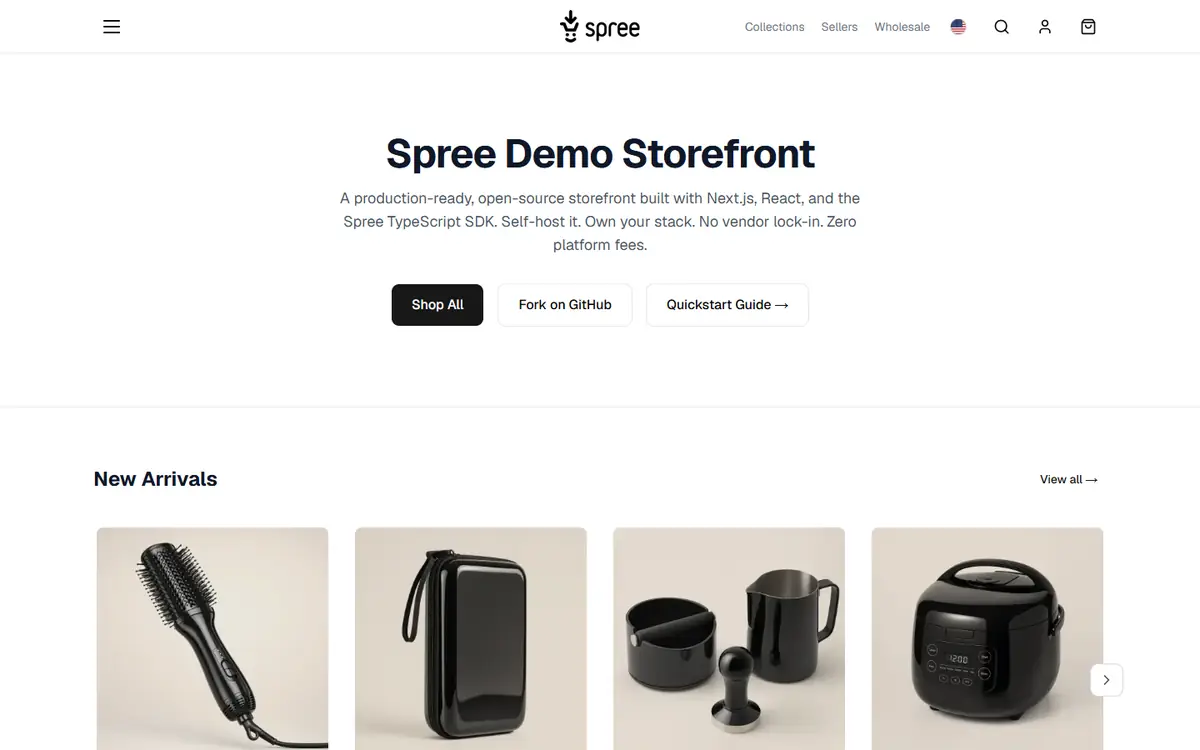 spree
Collections
Sellers
Wholesale
Spree Demo Storefront
A production-ready, open-source storefront built with Next.js, React, and the
Spree TypeScript SDK. Self-host it. Own your stack. No vendor lock-in. Zero
platform fees.
Shop All
Fork on GitHub
Quickstart Guide →
New Arrivals
View all →
12:00